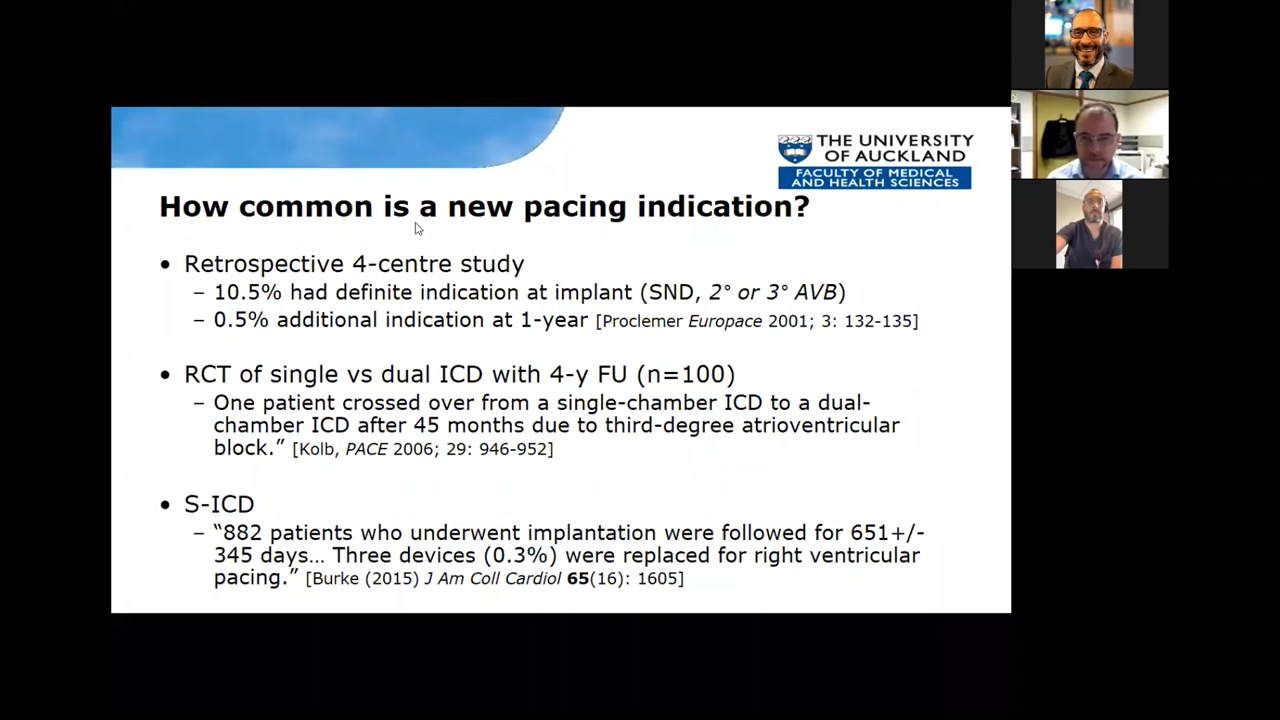 THE UNIVERSITY
OF AUCKLAND
FACULTY OF MEDICAL
AND HEALTH SCIENCES
How common is a new pacing indication?
• Retrospective 4-centre study
– 10.5% had definite indication at implant (SND, 2° or 3° AVB)
– 0.5% additional indication at 1-year [Proclemer Europace 2001; 3: 132-135]
• RCT of single vs dual ICD with 4-y FU (n=100)
– One patient crossed over from a single-chamber ICD to a dual-
chamber ICD after 45 months due to third-degree atrioventricular
block.” [Kolb, PACE 2006; 29: 946-952]
• S-ICD
– “882 patients who underwent implantation were followed for 651+/-
345 days… Three devices (0.3%) were replaced for right ventricular
pacing.” [Burke (2015) J Am Coll Cardiol 65(16): 1605]